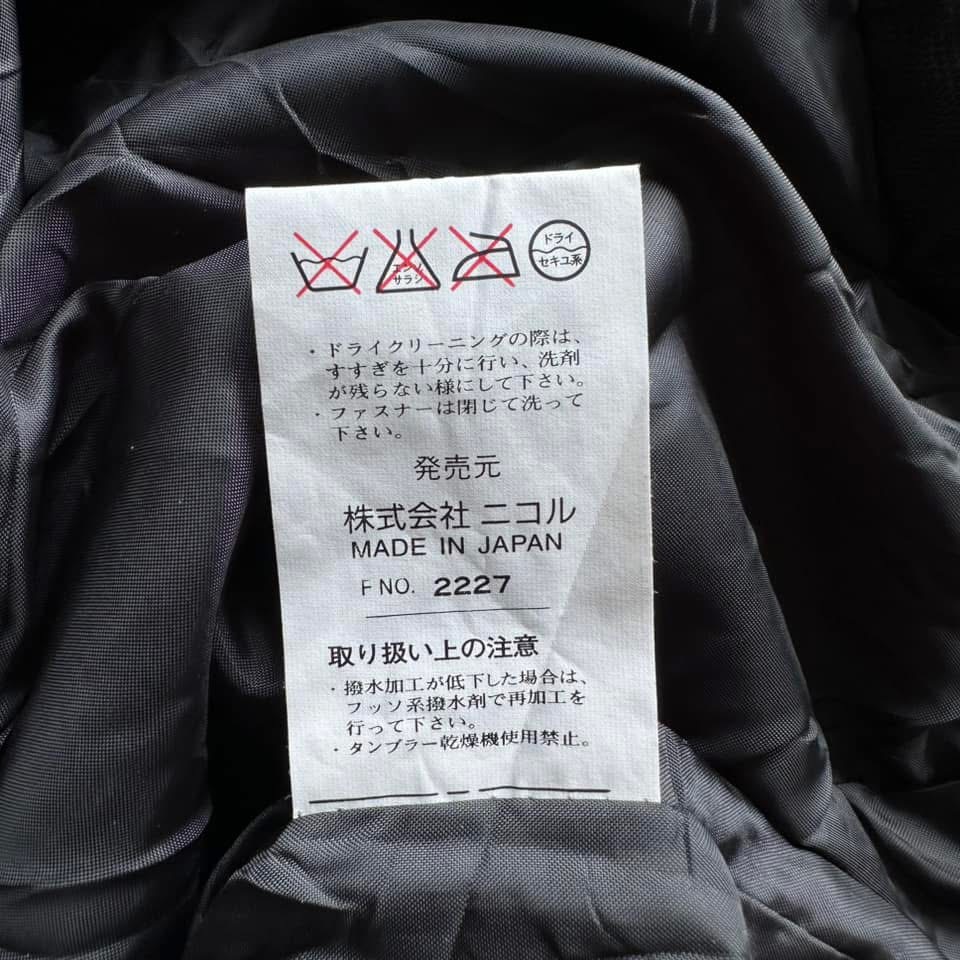 エンソ
サラシ
ドライ
セキユ系
・ドライクリーニングの際は、
すすぎを十分に行い、洗剤
が残らない様にして下さい。
・ファスナーは閉じて洗って
下さい。
発売元
株式会社 ニコル
MADE IN JAPAN
F NO. 2227
取り扱い上の注意
・撥水加工が低下した場合は、
フッソ系撥水剤で再加工を
行って下さい。
・タンブラー乾燥機使用禁止。